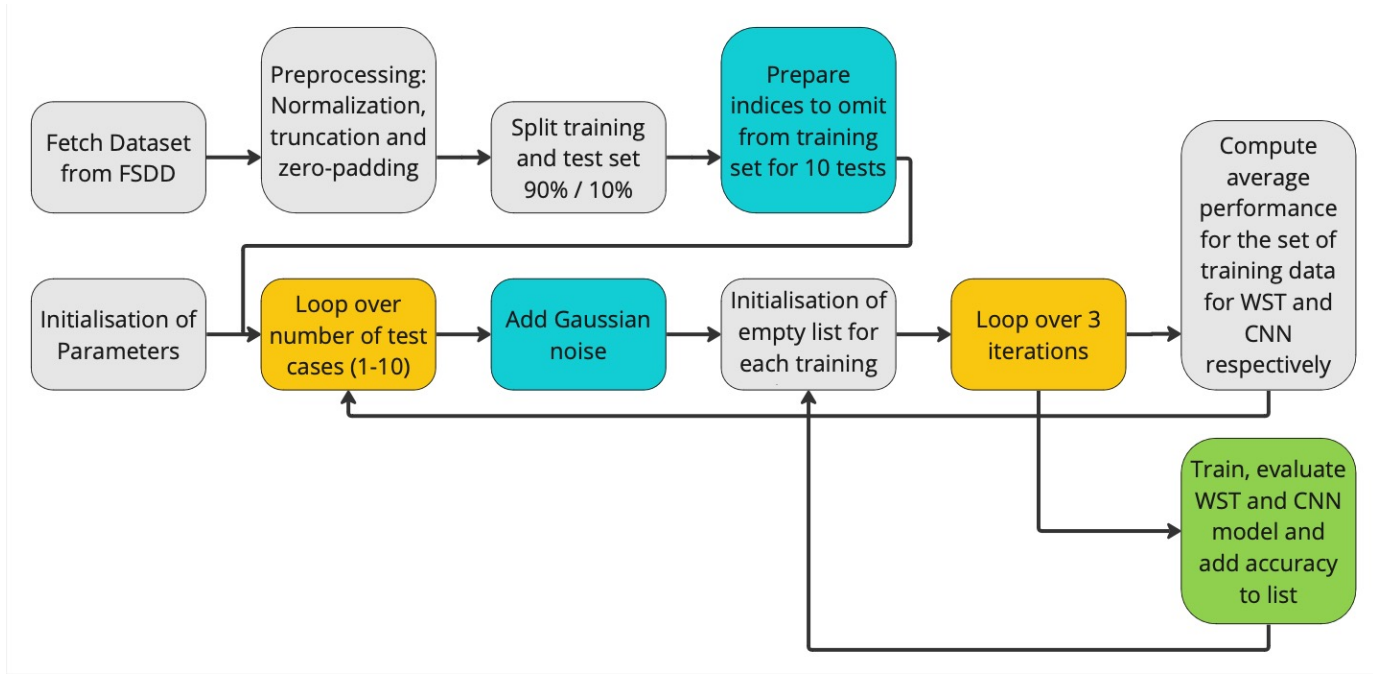 Fetch Dataset
from FSDD
Preprocessing:
Normalization,
truncation and
zero-padding
Split training
and test set
90% / 10%
Prepare
indices to omit
from training
set for 10 tests
Initialisation of
Parameters
Loop over
number of test
cases (1-10)
Add Gaussian
noise
Initialisation of
empty list for
each training
Loop over 3
iterations
Compute
average
performance
for the set of
training data
for WST and
CNN
respectively
Train, evaluate
WST and CNN
model and
add accuracy
to list